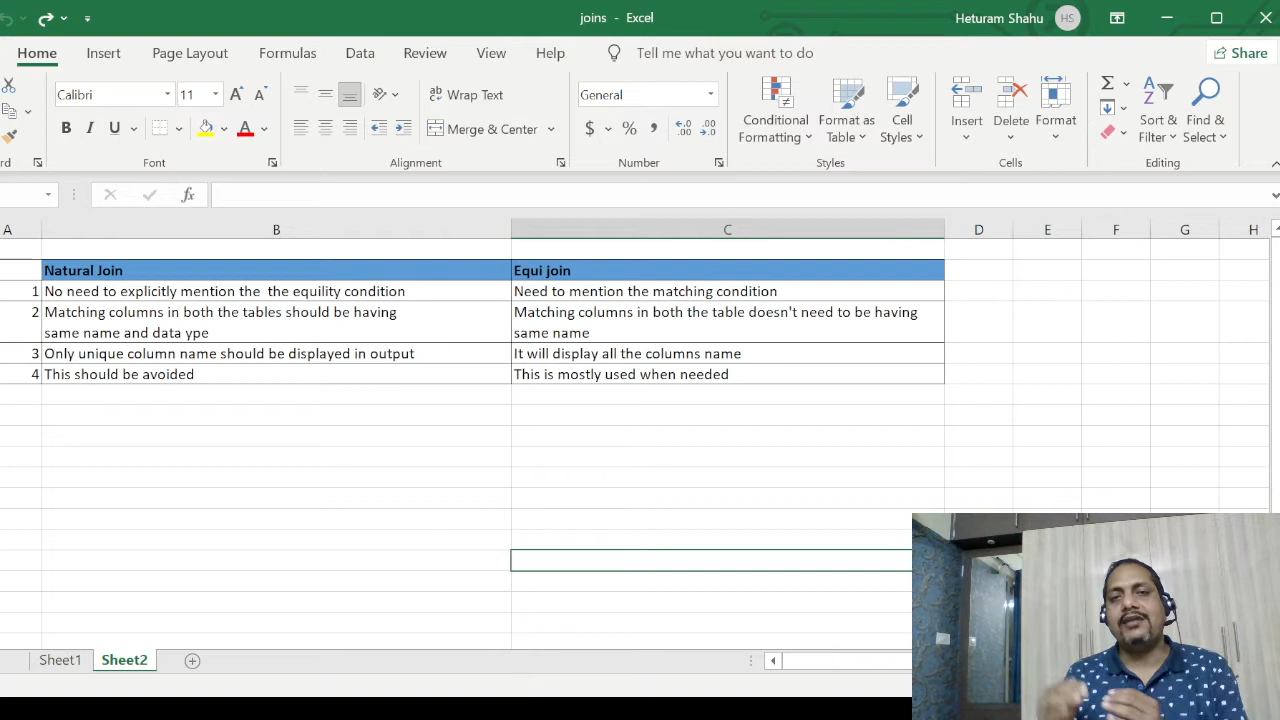 joins - Excel
Heturam Shahu
HS
Home
Insert
Page Layout
Formulas
Data
Review
View
Help
Tell me what you want to do
Share
Calibri
11
Wrap Text
General
Merge & Center
Conditional
Formatting
Format as
Table
Cell
Styles
Insert
Delete
Format
Sort &
Filter
Find &
Select
rd
Font
Alignment
Number
Styles
Cells
Editing
A
B
C
D
E
F
G
H
Natural Join
Equi join
1
No need to explicitly mention the  the equility condition
Need to mention the matching condition
2
Matching columns in both the tables should be having
same name and data ype
Matching columns in both the table doesn't need to be having
same name
3
Only unique column name should be displayed in output
It will display all the columns name
4
This should be avoided
This is mostly used when needed
Sheet1
Sheet2